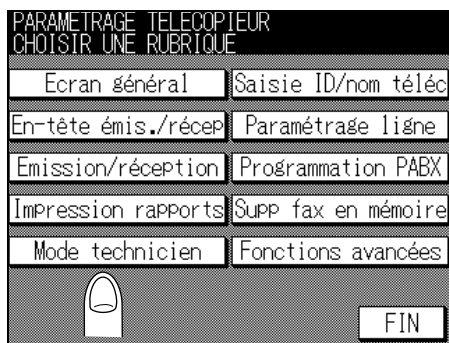 PARAMETRAGE TELECOPIEUR
CHOISIR UNE RUBRIQUE
Ecran général Saisie ID/nom téléc
En-tête émis./récep Paramétrage ligne
Emission/réception Programmation PABX
Impression rapports Supp fax en mémoire
Mode technicien Fonctions avancées
FIN